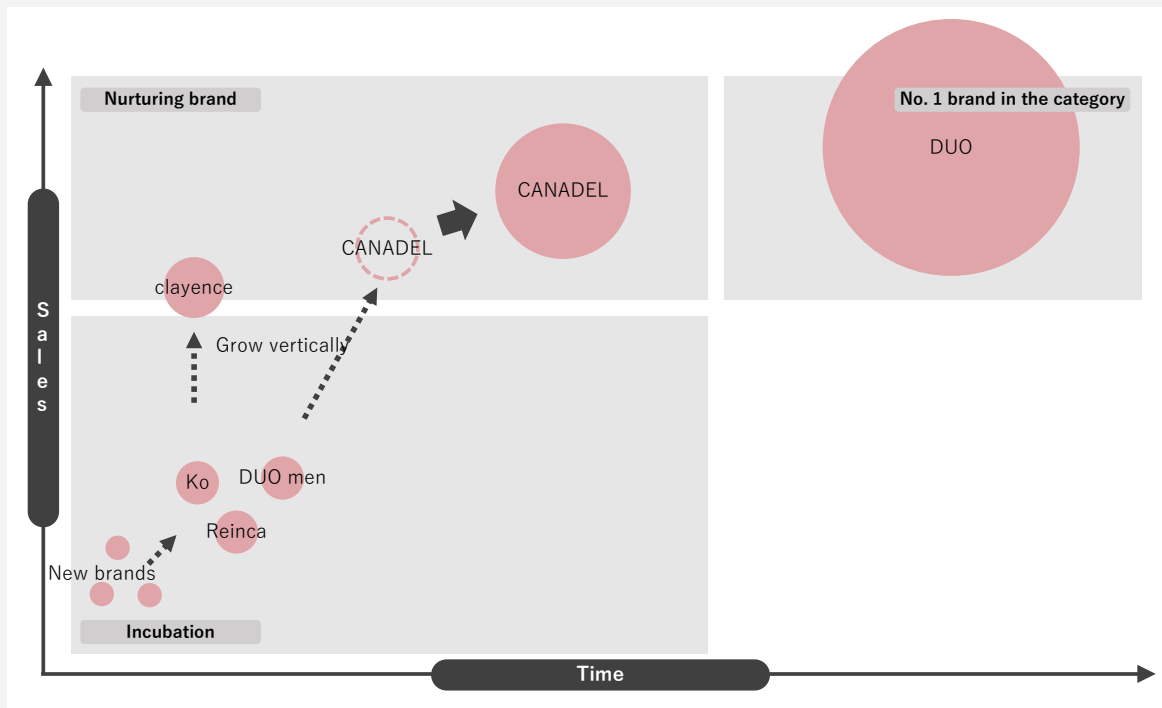 Nurturing brand
No. 1 brand in the category
DUO
CANADEL
CANADEL
clayence
Grow vertically
Sales
Ko
DUO men
Reinca
New brands
Incubation
Time